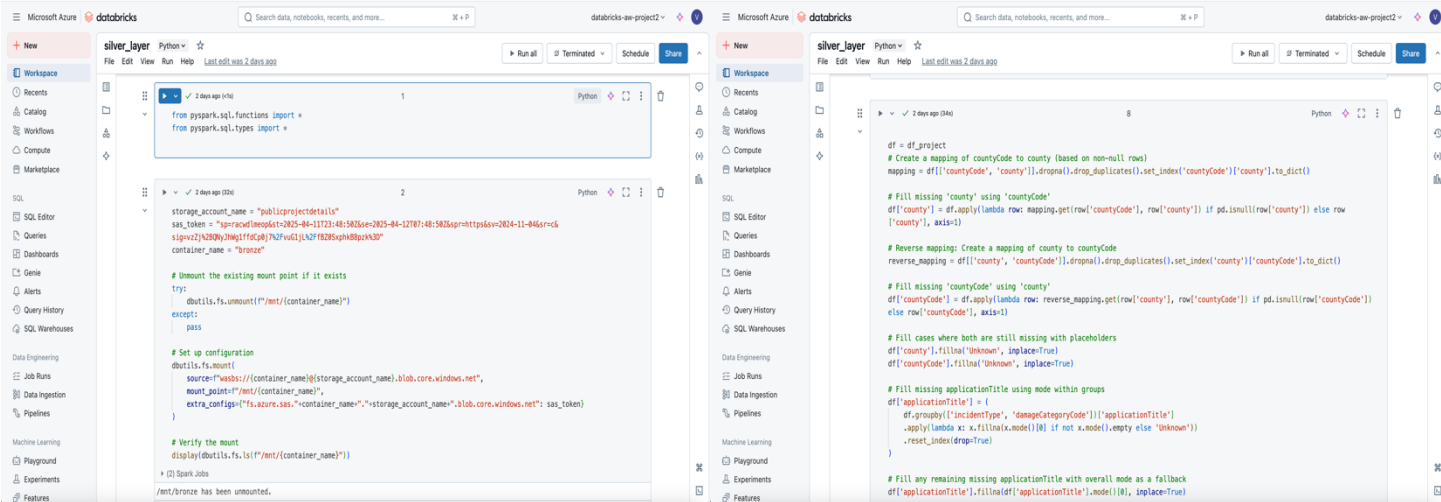 Microsoft Azure databricks
Search data, notebooks, recents, and more... ⌘ + P
databricks-aw-project2 V
New
Workspace
Recents
Catalog
Workflows
Compute
Marketplace
SQL
SQL Editor
Queries
Dashboards
Genie
Alerts
Query History
SQL Warehouses
Data Engineering
Job Runs
Data Ingestion
Pipelines
Machine Learning
Playground
Experiments
Features
silver_layer Python
File Edit View Run Help Last edit was 2 days ago
Run all Terminated Schedule Share
2 days ago (<1s) 1 Python
from pyspark.sql.functions import *
from pyspark.sql.types import *
2 days ago (32s) 2 Python
storage_account_name = "publicprojectdetails"
sas_token = "sp=racwdlmeop&st=2025-04-11T23:48:50Z&se=2025-04-12T07:48:50Z&spr=https&sv=2024-11-04&sr=c&
container_name = "bronze"
# Unmount the existing mount point if it exists
try:
dbutils.fs.unmount(f"/mnt/{container_name}")
except:
pass
# Set up configuration
dbutils.fs.mount(
source=f"wasbs://{container_name}@{storage_account_name}.blob.core.windows.net",
mount_point=f"/mnt/{container_name}",
extra_configs={"fs.azure.sas."+container_name+"."+storage_account_name+".blob.core.windows.net": sas_token}
)
# Verify the mount
display(dbutils.fs.ls(f"/mnt/{container_name}"))
(2) Spark Jobs
/mnt/bronze has been unmounted.
Microsoft Azure databricks
Search data, notebooks, recents, and more... ⌘ + P
databricks-aw-project2 V
New
Workspace
Recents
Catalog
Workflows
Compute
Marketplace
SQL
SQL Editor
Queries
Dashboards
Genie
Alerts
Query History
SQL Warehouses
Data Engineering
Job Runs
Data Ingestion
Pipelines
Machine Learning
Playground
Experiments
Features
silver_layer Python
File Edit View Run Help Last edit was 2 days ago
Run all Terminated Schedule Share
2 days ago (34s) 8 Python
df = df_project
# Create a mapping of countyCode to county (based on non-null rows)
mapping = df[['countyCode', 'county']].dropna().drop_duplicates().set_index('countyCode')['county'].to_dict()
# Fill missing 'county' using 'countyCode'
df['county'] = df.apply(lambda row: mapping.get(row['countyCode'], row['county']) if pd.isnull(row['county']) else row
['county'], axis=1)
# Reverse mapping: Create a mapping of county to countyCode
reverse_mapping = df[['county', 'countyCode']].dropna().drop_duplicates().set_index('county')['countyCode'].to_dict()
# Fill missing 'countyCode' using 'county'
df['countyCode'] = df.apply(lambda row: reverse_mapping.get(row['county'], row['countyCode']) if pd.isnull(row['countyCode'])
else row['countyCode'], axis=1)
# Fill cases where both are still missing with placeholders
df['county'].fillna('Unknown', inplace=True)
df['countyCode'].fillna('Unknown', inplace=True)
# Fill missing applicationTitle using mode within groups
df['applicationTitle'] = (
df.groupby(['incidentType', 'damageCategoryCode'])['applicationTitle']
.apply(lambda x: x.fillna(x.mode()[0] if not x.mode().empty else 'Unknown'))
.reset_index(drop=True)
)
# Fill any remaining missing applicationTitle with overall mode as a fallback
df['applicationTitle'].fillna(df['applicationTitle'].mode()[0], inplace=True)